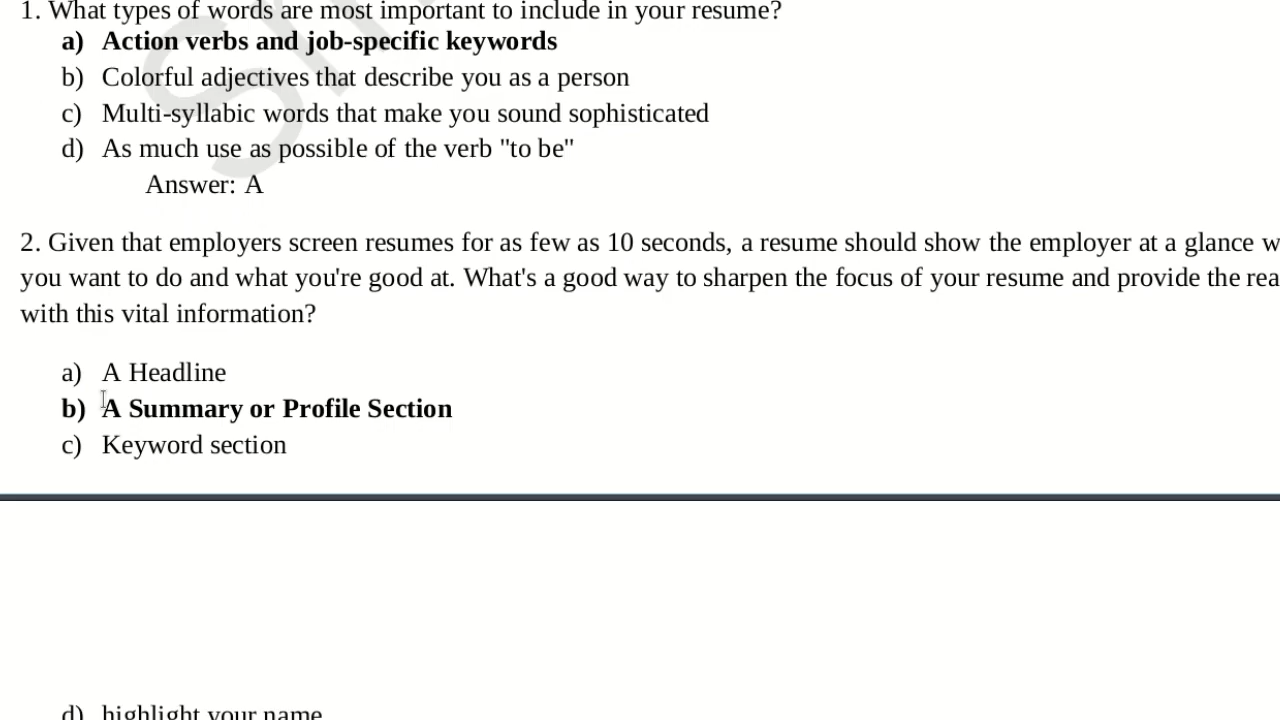 1. What types of words are most important to include in your resume?
a) Action verbs and job-specific keywords
b) Colorful adjectives that describe you as a person
c) Multi-syllabic words that make you sound sophisticated
d) As much use as possible of the verb "to be"
Answer: A
2. Given that employers screen resumes for as few as 10 seconds, a resume should show the employer at a glance
you want to do and what you're good at. What's a good way to sharpen the focus of your resume and provide the
with this vital information?
a) A Headline
b) A Summary or Profile Section
c) Keyword section
d) highlight your name